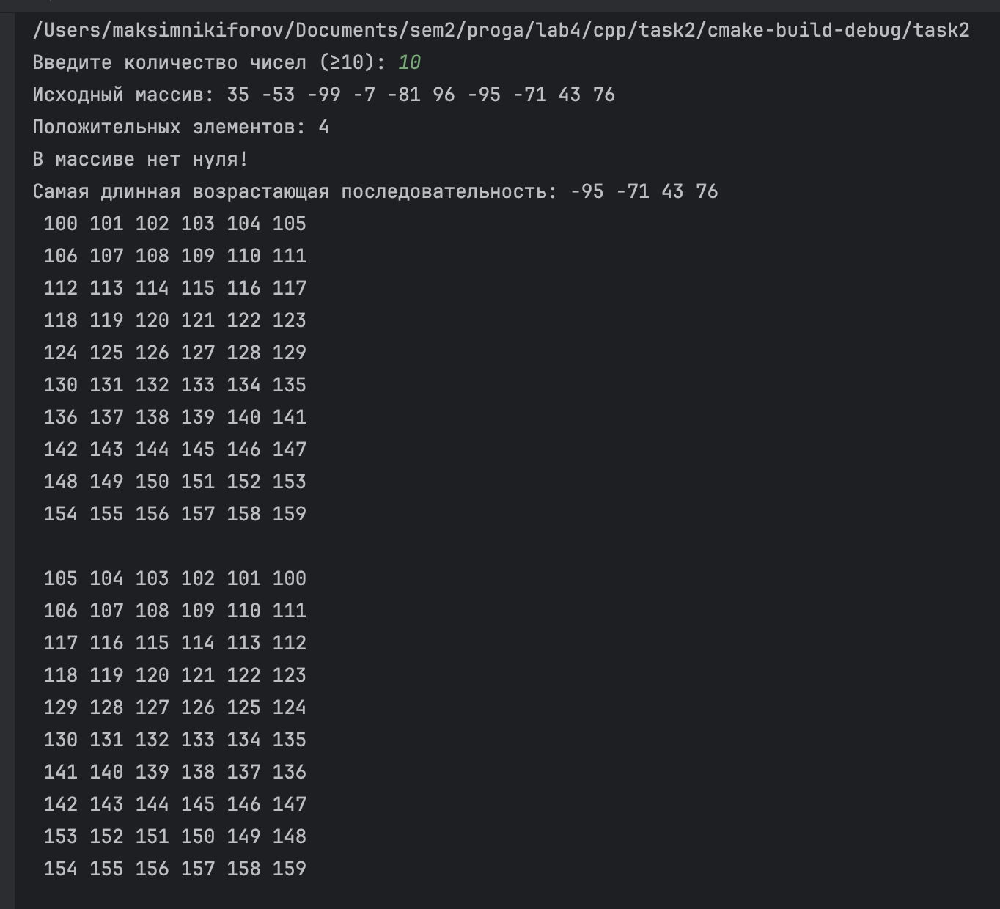 /Users/maksimnikiforov/Documents/sem2/proga/lab4/cpp/task2/cmake-build-debug/task2
Введите количество чисел (≥10): 10
Исходный массив: 35 -53 -99 -7 -81 96 -95 -71 43 76
Положительных элементов: 4
В массиве нет нуля!
Самая длинная возрастающая последовательность: -95 -71 43 76
100 101 102 103 104 105
106 107 108 109 110 111
112 113 114 115 116 117
118 119 120 121 122 123
124 125 126 127 128 129
130 131 132 133 134 135
136 137 138 139 140 141
142 143 144 145 146 147
148 149 150 151 152 153
154 155 156 157 158 159
105 104 103 102 101 100
106 107 108 109 110 111
117 116 115 114 113 112
118 119 120 121 122 123
129 128 127 126 125 124
130 131 132 133 134 135
141 140 139 138 137 136
142 143 144 145 146 147
153 152 151 150 149 148
154 155 156 157 158 159